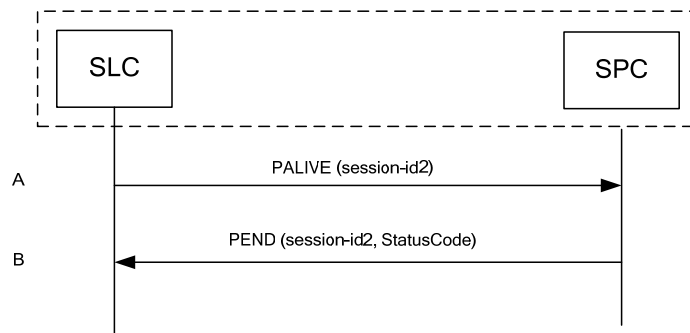 SLC
SPC
A
PALIVE (session-id2)
B
PEND (session-id2, StatusCode)